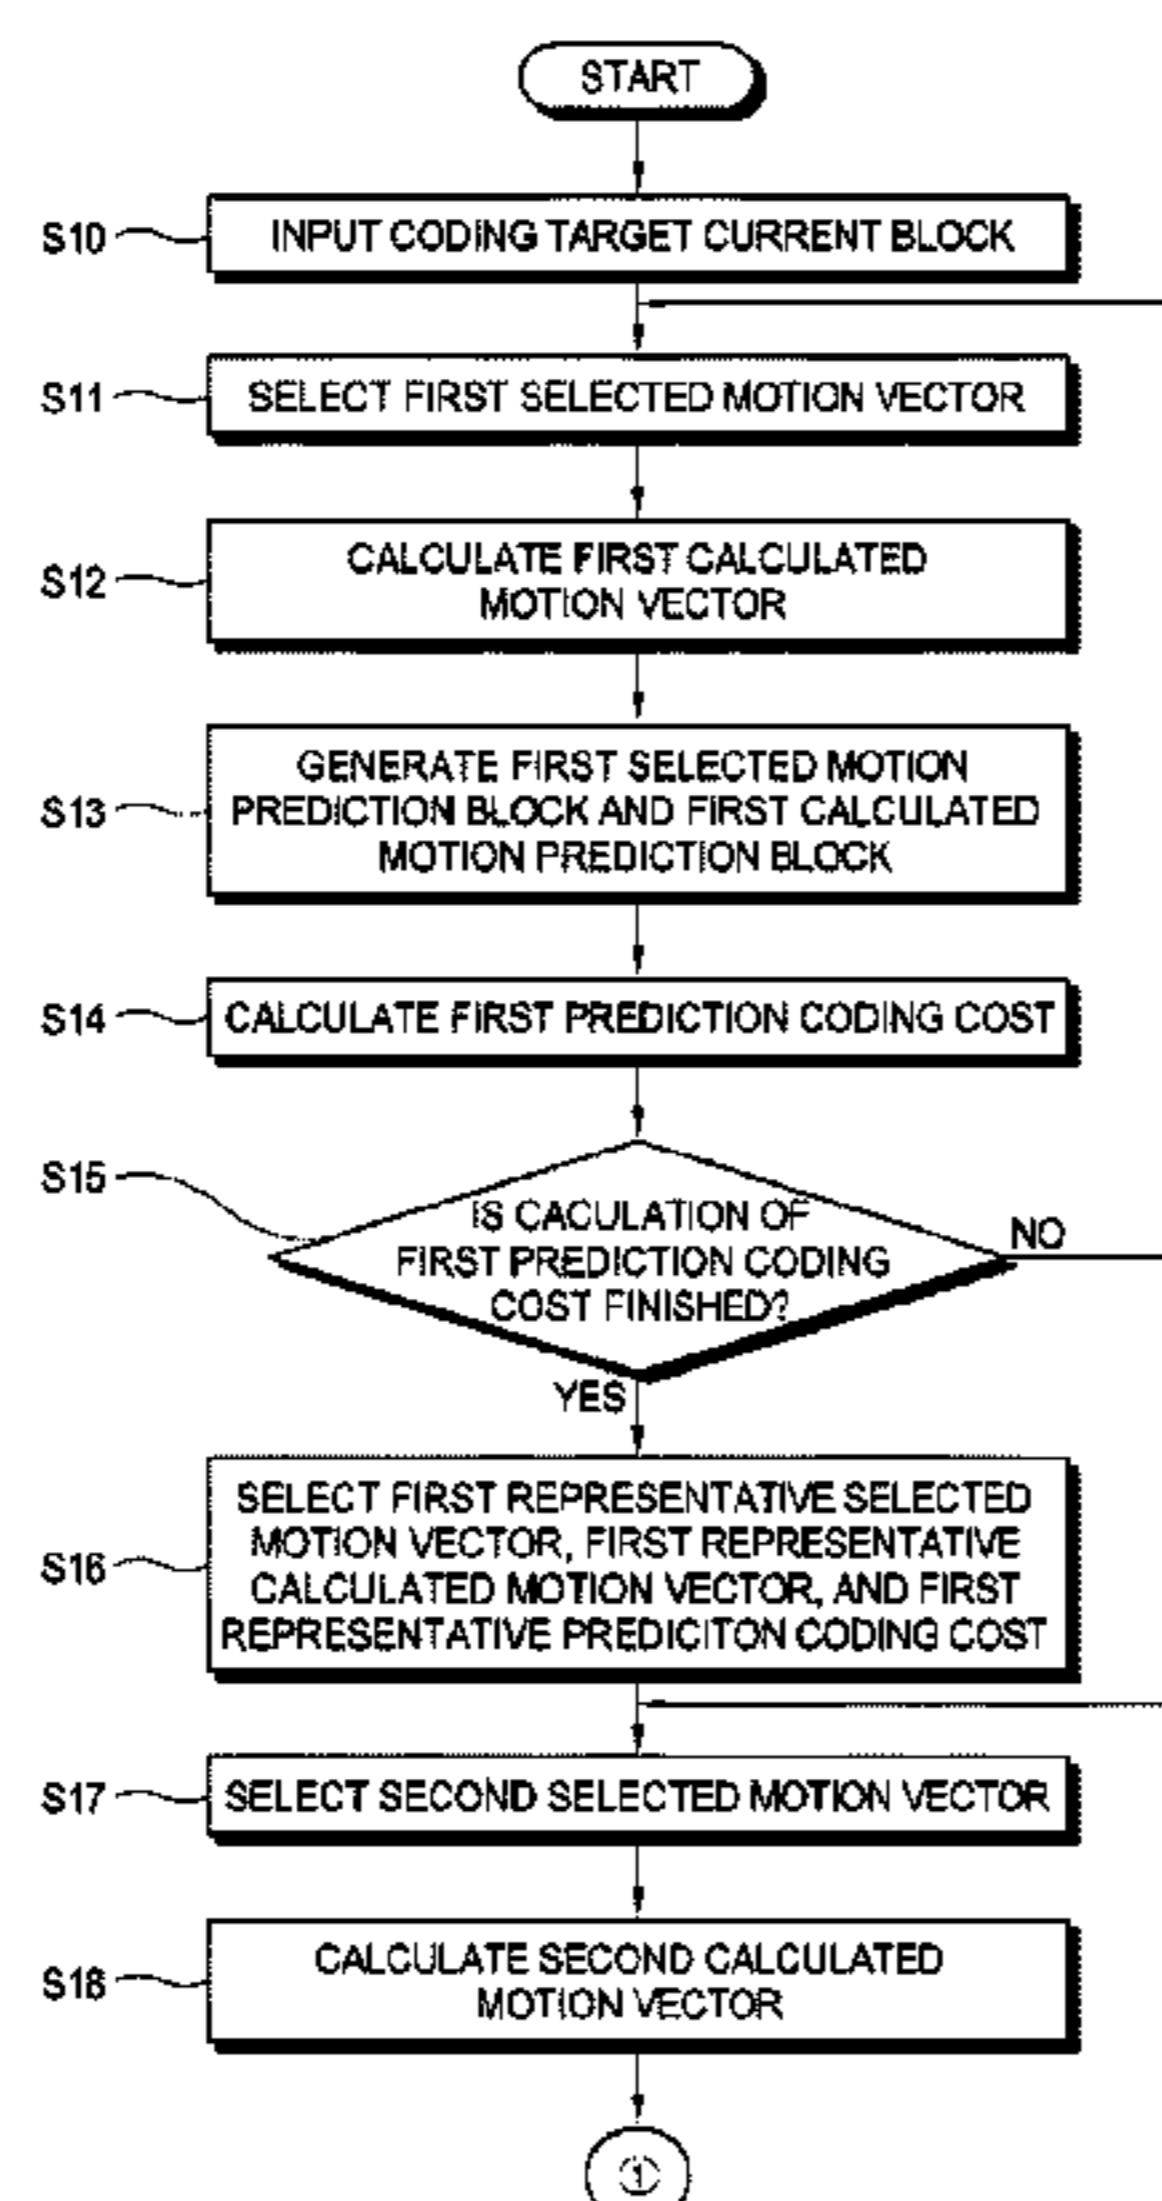 START
S10
INPUT CODING TARGET CURRENT BLOCK
S11
SELECT FIRST SELECTED MOTION VECTOR
S12
CALCULATE FIRST CALCULATED
MOTION VECTOR
S13
GENERATE FIRST SELECTED MOTION
PREDICTION BLOCK AND FIRST CALCULATED
MOTION PREDICTION BLOCK
S14
CALCULATE FIRST PREDICTION CODING COST
S15
IS CACULATION OF
FIRST PREDICTION CODING
COST FINISHED?
NO
YES
S16
SELECT FIRST REPRESENTATIVE SELECTED
MOTION VECTOR, FIRST REPRESENTATIVE
CALCULATED MOTION VECTOR, AND FIRST
REPRESENTATIVE PREDICITON CODING COST
S17
SELECT SECOND SELECTED MOTION VECTOR
S18
CALCULATE SECOND CALCULATED
MOTION VECTOR
①